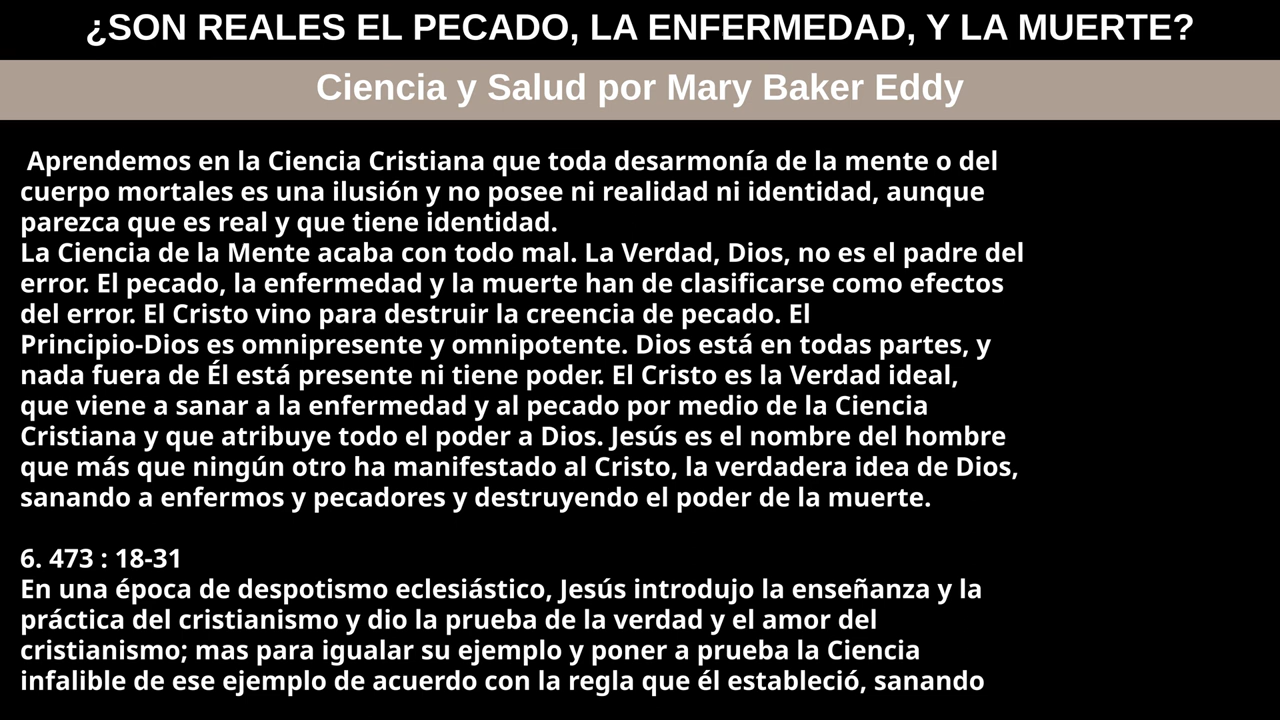 ¿SON REALES EL PECADO, LA ENFERMEDAD, Y LA MUERTE?
Ciencia y Salud por Mary Baker Eddy
Aprendemos en la Ciencia Cristiana que toda desarmonía de la mente o del
cuerpo mortales es una ilusión y no posee ni realidad ni identidad, aunque
parezca que es real y que tiene identidad.
La Ciencia de la Mente acaba con todo mal. La Verdad, Dios, no es el padre del
error. El pecado, la enfermedad y la muerte han de clasificarse como efectos
del error. El Cristo vino para destruir la creencia de pecado. El
Principio-Dios es omnipresente y omnipotente. Dios está en todas partes, y
nada fuera de Él está presente ni tiene poder. El Cristo es la Verdad ideal,
que viene a sanar a la enfermedad y al pecado por medio de la Ciencia
Cristiana y que atribuye todo el poder a Dios. Jesús es el nombre del hombre
que más que ningún otro ha manifestado al Cristo, la verdadera idea de Dios,
sanando a enfermos y pecadores y destruyendo el poder de la muerte.
6. 473 : 18-31
En una época de despotismo eclesiástico, Jesús introdujo la enseñanza y la
práctica del cristianismo y dio la prueba de la verdad y el amor del
cristianismo; mas para igualar su ejemplo y poner a prueba la Ciencia
infalible de ese ejemplo de acuerdo con la regla que él estableció, sanando